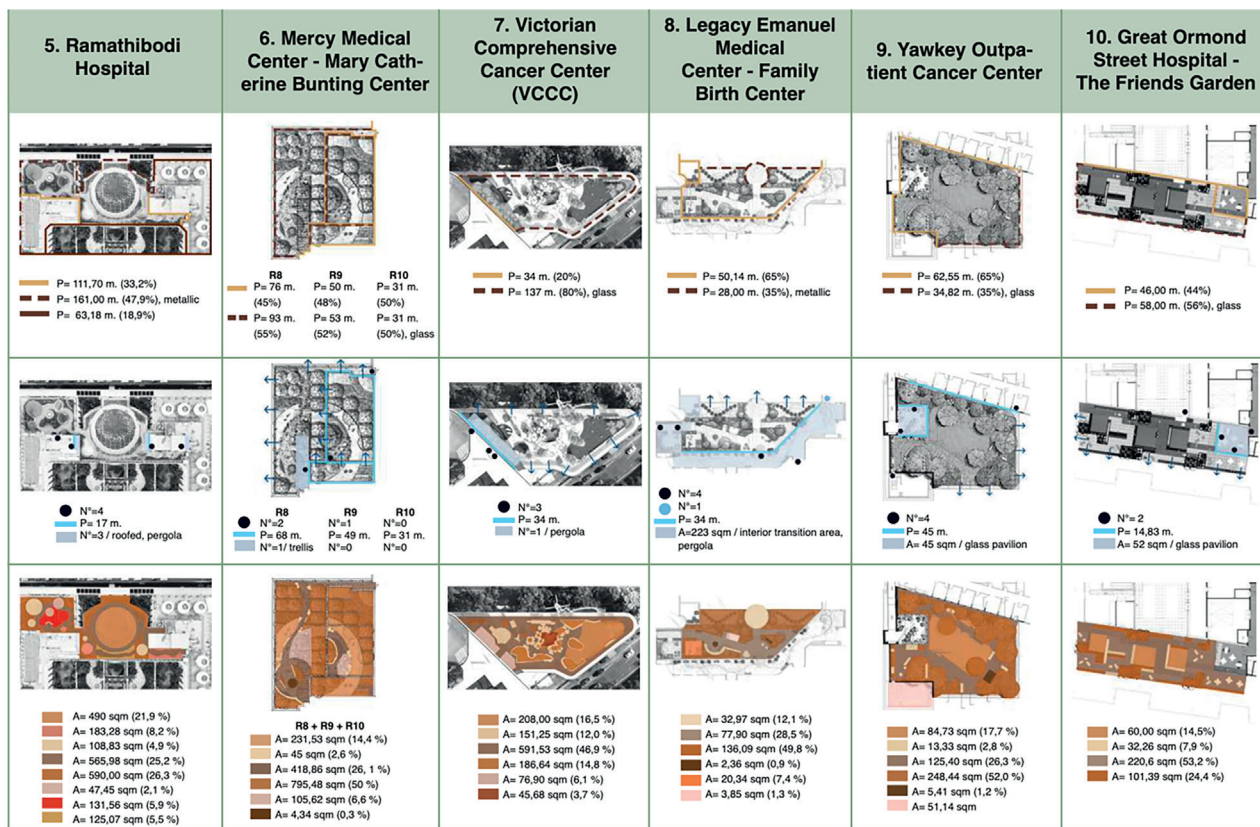 5. Ramathibodi
Hospital
6. Mercy Medical
Center - Mary Cath-
erine Bunting Center
7. Victorian
Comprehensive
Cancer Center
(VCCC)
8. Legacy Emanuel
Medical
Center - Family
Birth Center
9. Yawkey Outpa-
tient Cancer Center
10. Great Ormond
Street Hospital -
The Friends Garden
P= 111,70 m. (33,2%)
P= 161,00 m. (47,9%), metallic
P= 63,18 m. (18,9%)
R8 R9 R10
P= 76 m. P= 50 m. P= 31 m.
(45%) (48%) (50%)
P= 93 m. P= 53 m. P= 31 m.
(55%) (52%) (50%), glass
P= 34 m. (20%)
P= 137 m. (80%), glass
P= 50,14 m. (65%)
P= 28,00 m. (35%), metallic
P= 62,55 m. (65%)
P= 34,82 m. (35%), glass
P= 46,00 m. (44%)
P= 58,00 m. (56%), glass
N°=4
P= 17 m.
N°=3 / roofed, pergola
R8 R9 R10
N°=2 N°=1 N°=0
P= 68 m. P= 49 m. P= 31 m.
N°=1/ trellis N°=0 N°=0
N°=3
P= 34 m.
N°=1 / pergola
N°=4
N°=1
P= 34 m.
A=223 sqm / interior transition area,
pergola
N°=4
P= 45 m.
A= 45 sqm / glass pavilion
N°= 2
P= 14,83 m.
A= 52 sqm / glass pavilion
A= 490 sqm (21,9 %)
A= 183,28 sqm (8,2 %)
A= 108,83 sqm (4,9 %)
A= 565,98 sqm (25,2 %)
A= 590,00 sqm (26,3 %)
A= 47,45 sqm (2,1 %)
A= 131,56 sqm (5,9 %)
A= 125,07 sqm (5,5 %)
R8 + R9 + R10
A= 231,53 sqm (14,4 %)
A= 45 sqm (2,6 %)
A= 418,86 sqm (26, 1 %)
A= 795,48 sqm (50 %)
A= 105,62 sqm (6,6 %)
A= 4,34 sqm (0,3 %)
A= 208,00 sqm (16,5 %)
A= 151,25 sqm (12,0 %)
A= 591,53 sqm (46,9 %)
A= 186,64 sqm (14,8 %)
A= 76,90 sqm (6,1 %)
A= 45,68 sqm (3,7 %)
A= 32,97 sqm (12,1 %)
A= 77,90 sqm (28,5 %)
A= 136,09 sqm (49,8 %)
A= 2,36 sqm (0,9 %)
A= 20,34 sqm (7,4 %)
A= 3,85 sqm (1,3 %)
A= 84,73 sqm (17,7 %)
A= 13,33 sqm (2,8 %)
A= 125,40 sqm (26,3 %)
A= 248,44 sqm (52,0 %)
A= 5,41 sqm (1,2 %)
A= 51,14 sqm
A= 60,00 sqm (14,5%)
A= 32,26 sqm (7,9 %)
A= 220,6 sqm (53,2 %)
A= 101,39 sqm (24,4 %)